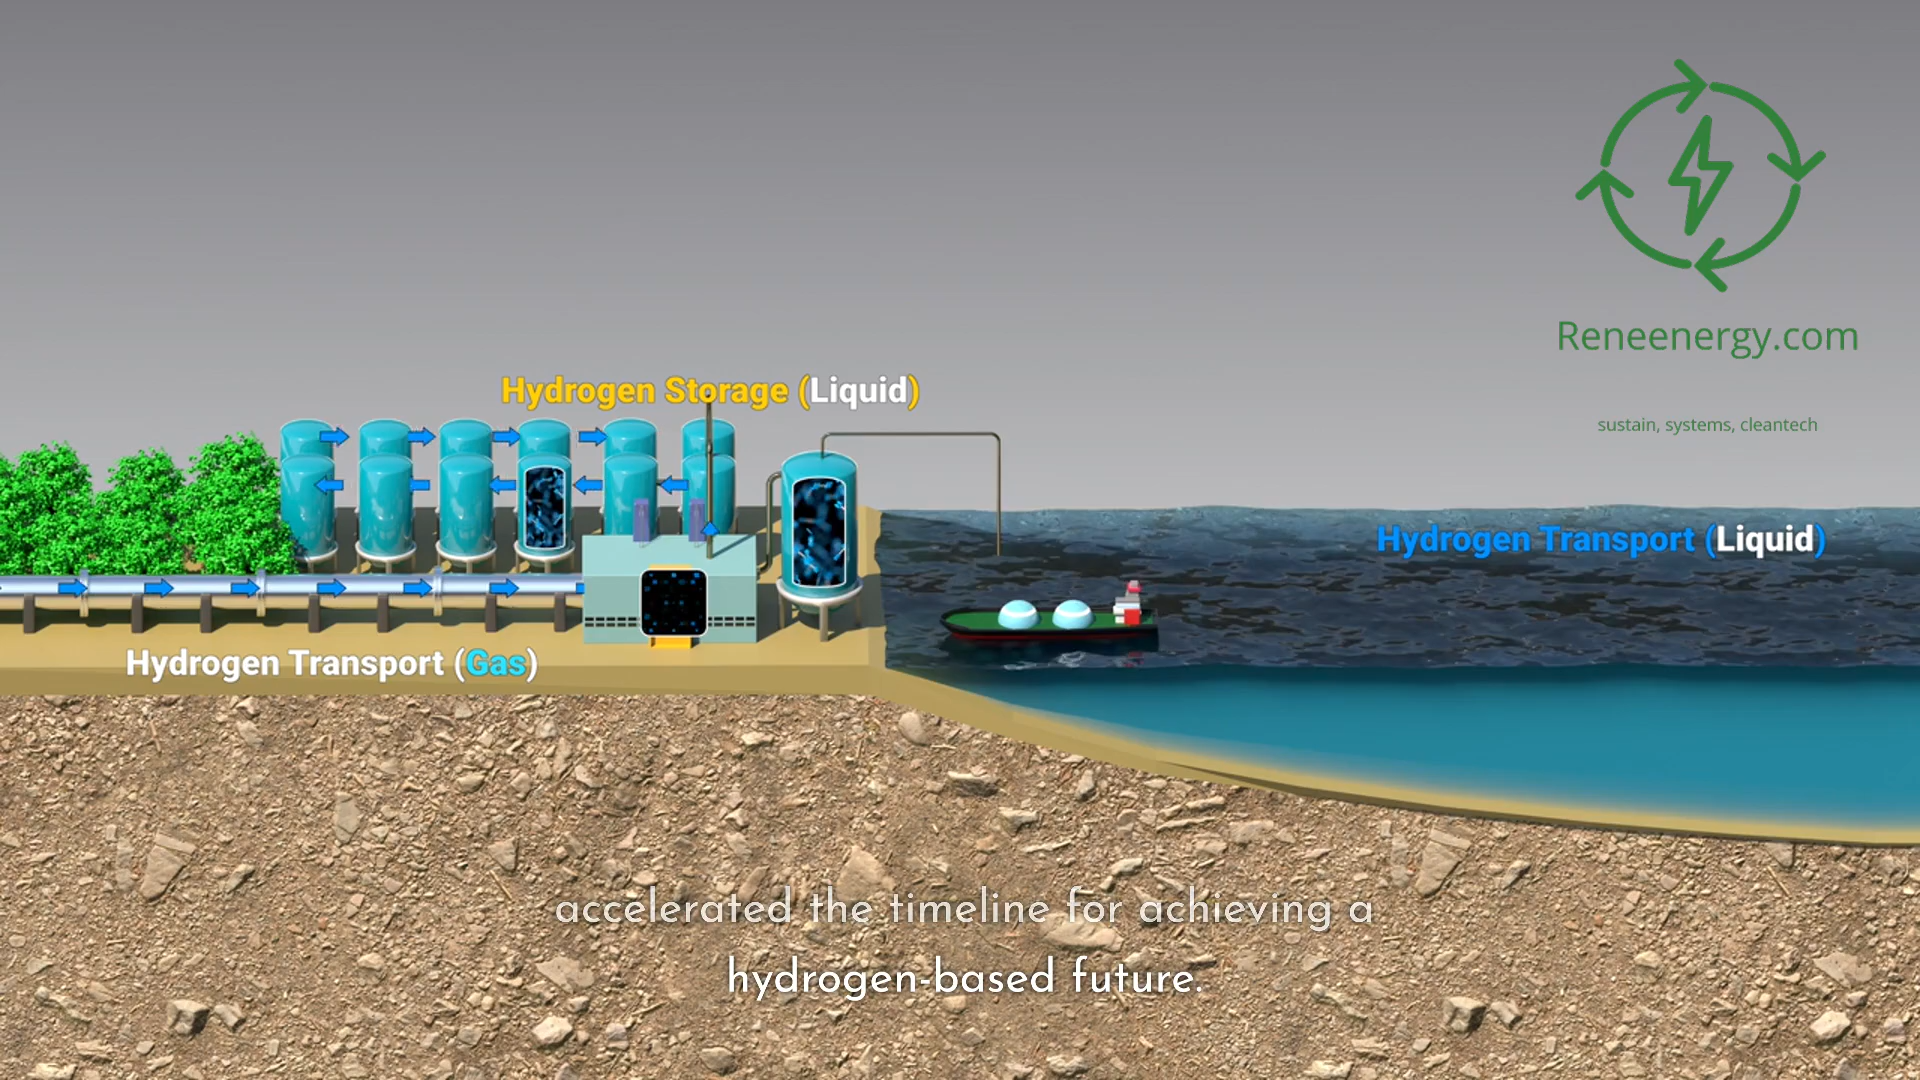 Reneenergy.com
sustain, systems, cleantech
Hydrogen Storage (Liquid)
Hydrogen Transport (Liquid)
Hydrogen Transport (Gas)
accelerated the timeline for achieving a
hydrogen-based future.